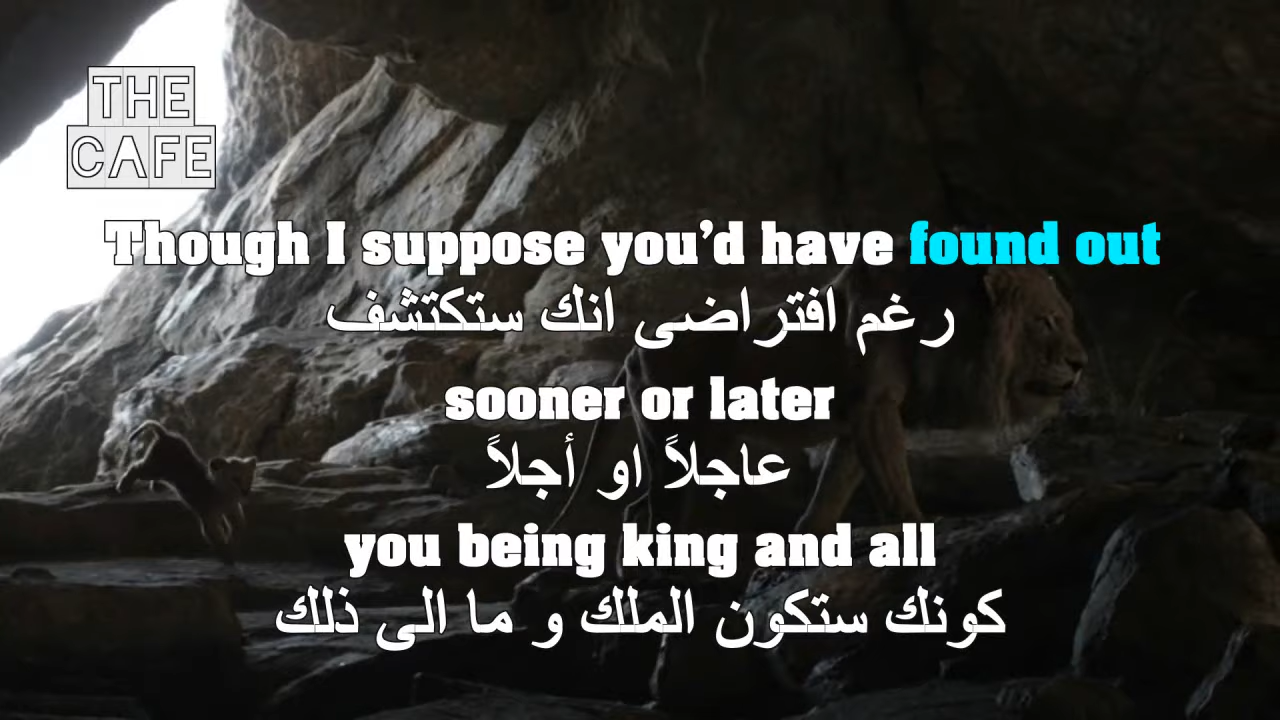 THE
CAFE
Though I suppose you'd have found out
رغم افتراضى انك ستكتشف
sooner or later
عاجلاً او أجلاً
you being king and all
كونك ستكون الملك و ما الى ذلك